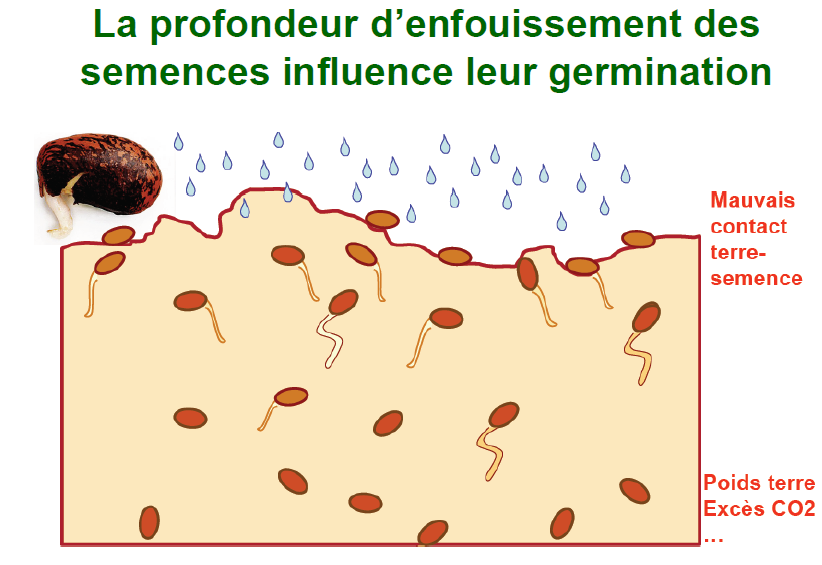 La profondeur d’enfouissement des
semences influence leur germination
Mauvais
contact
terre-
semence
Poids terre
Excès CO2
...